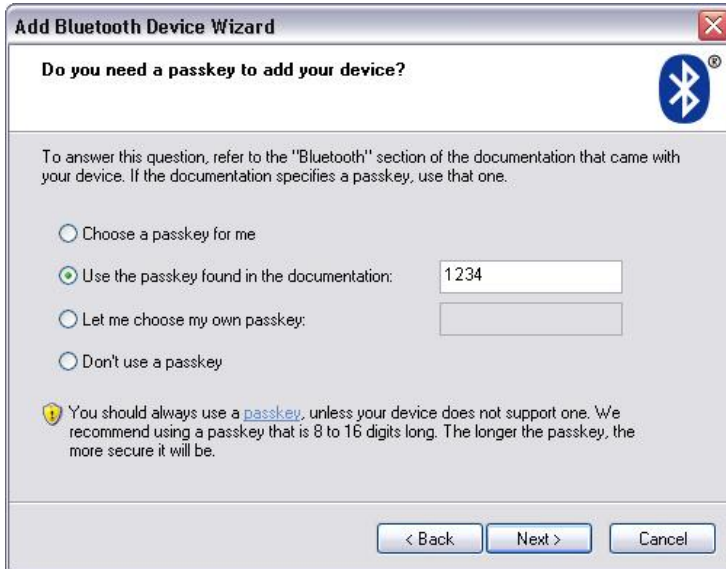 Add Bluetooth Device Wizard
Do you need a passkey to add your device?
®
To answer this question, refer to the "Bluetooth" section of the documentation that came with
your device. If the documentation specifies a passkey, use that one.
Choose a passkey for me
Use the passkey found in the documentation: 1234
Let me choose my own passkey:
Don't use a passkey
You should always use a passkey, unless your device does not support one. We
recommend using a passkey that is 8 to 16 digits long. The longer the passkey, the
more secure it will be.
< Back Next > Cancel